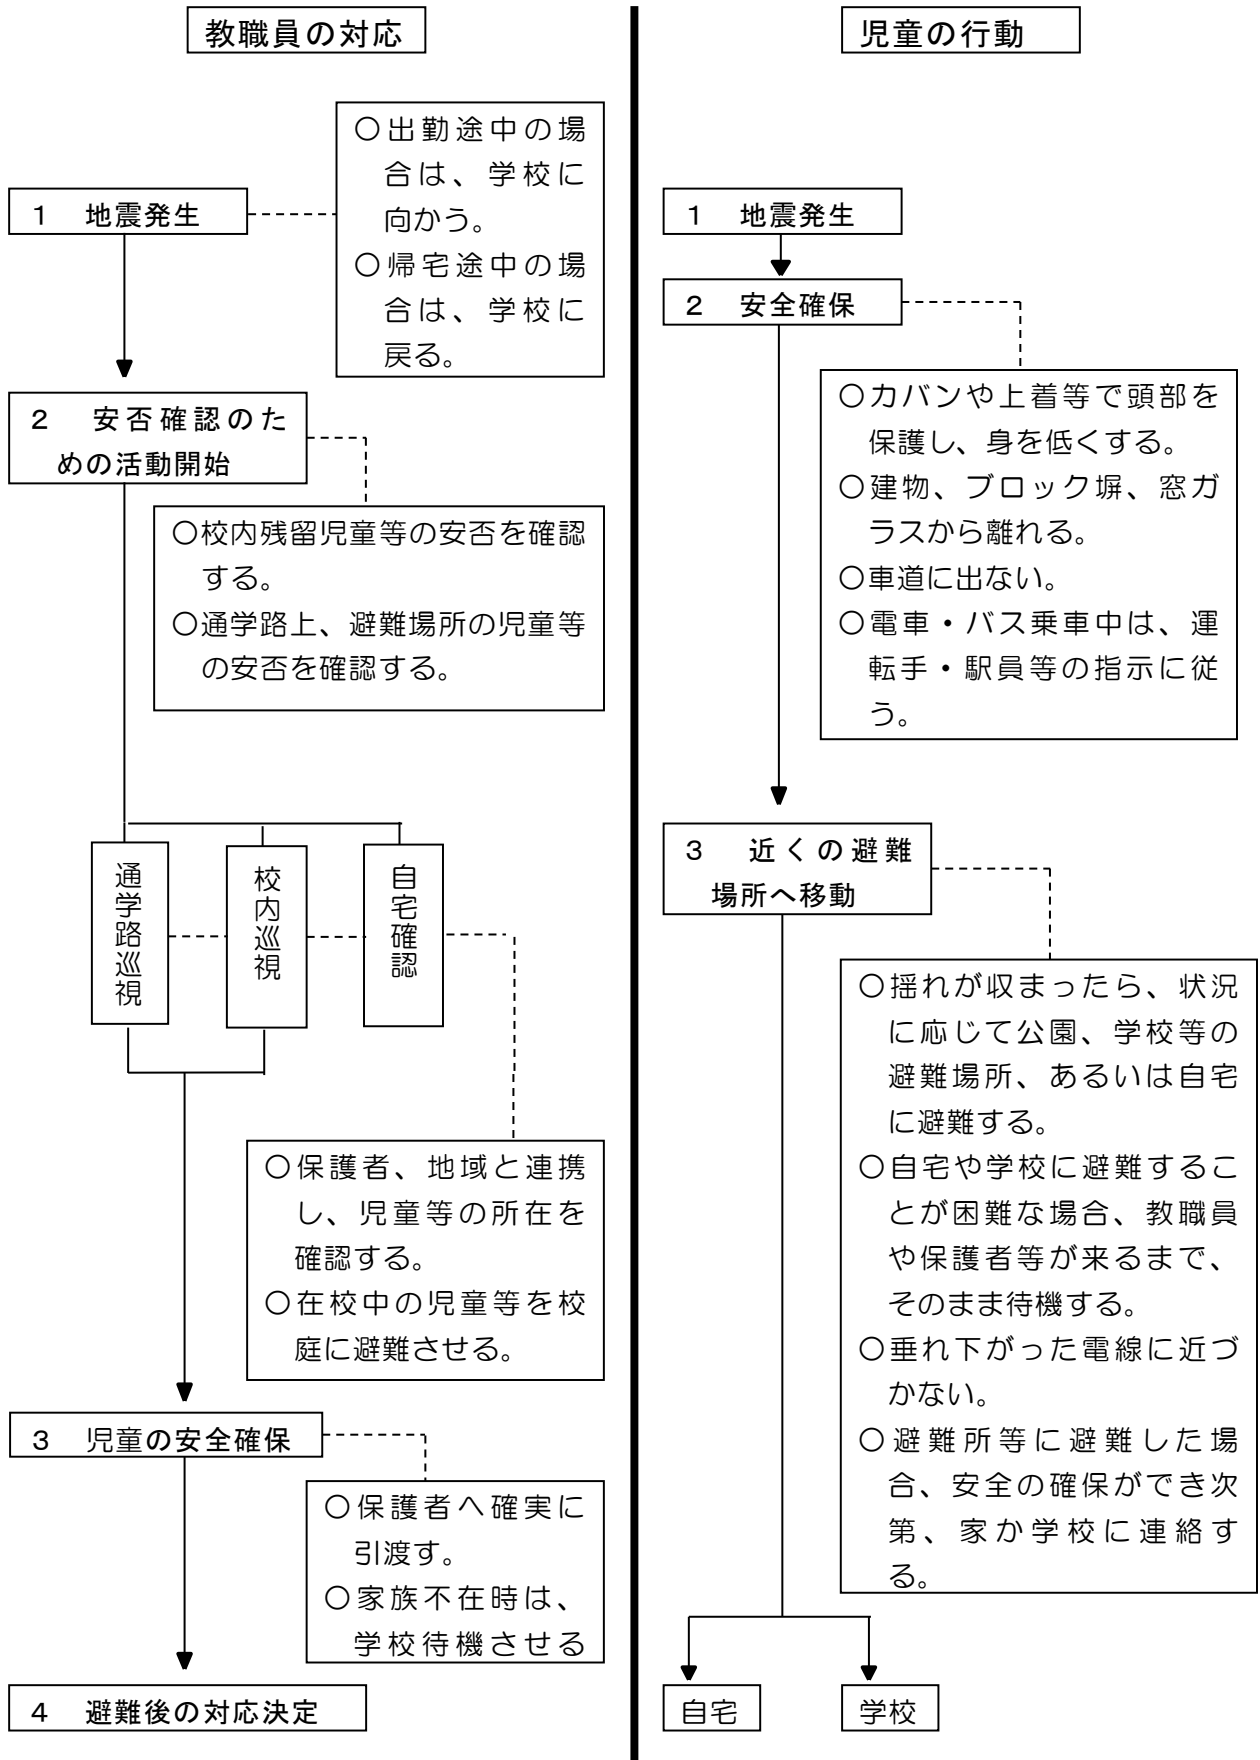 教職員の対応
○出勤途中の場
合は、学校に
向かう。
○帰宅途中の場
合は、学校に
戻る。
1　地震発生
2　安否確認のた
めの活動開始
○校内残留児童等の安否を確認
する。
○通学路上、避難場所の児童等
の安否を確認する。
通学路巡視
校内巡視
自宅確認
○保護者、地域と連携
し、児童等の所在を
確認する。
○在校中の児童等を校
庭に避難させる。
3　児童の安全確保
○保護者へ確実に
引渡す。
○家族不在時は、
学校待機させる
4　避難後の対応決定
児童の行動
1　地震発生
2　安全確保
○カバンや上着等で頭部を
保護し、身を低くする。
○建物、ブロック塀、窓ガ
ラスから離れる。
○車道に出ない。
○電車・バス乗車中は、運
転手・駅員等の指示に従
う。
3　近くの避難
場所へ移動
○揺れが収まったら、状況
に応じて公園、学校等の
避難場所、あるいは自宅
に避難する。
○自宅や学校に避難するこ
とが困難な場合、教職員
や保護者等が来るまで、
そのまま待機する。
○垂れ下がった電線に近づ
かない。
○避難所等に避難した場
合、安全の確保ができ次
第、家か学校に連絡す
る。
自宅
学校